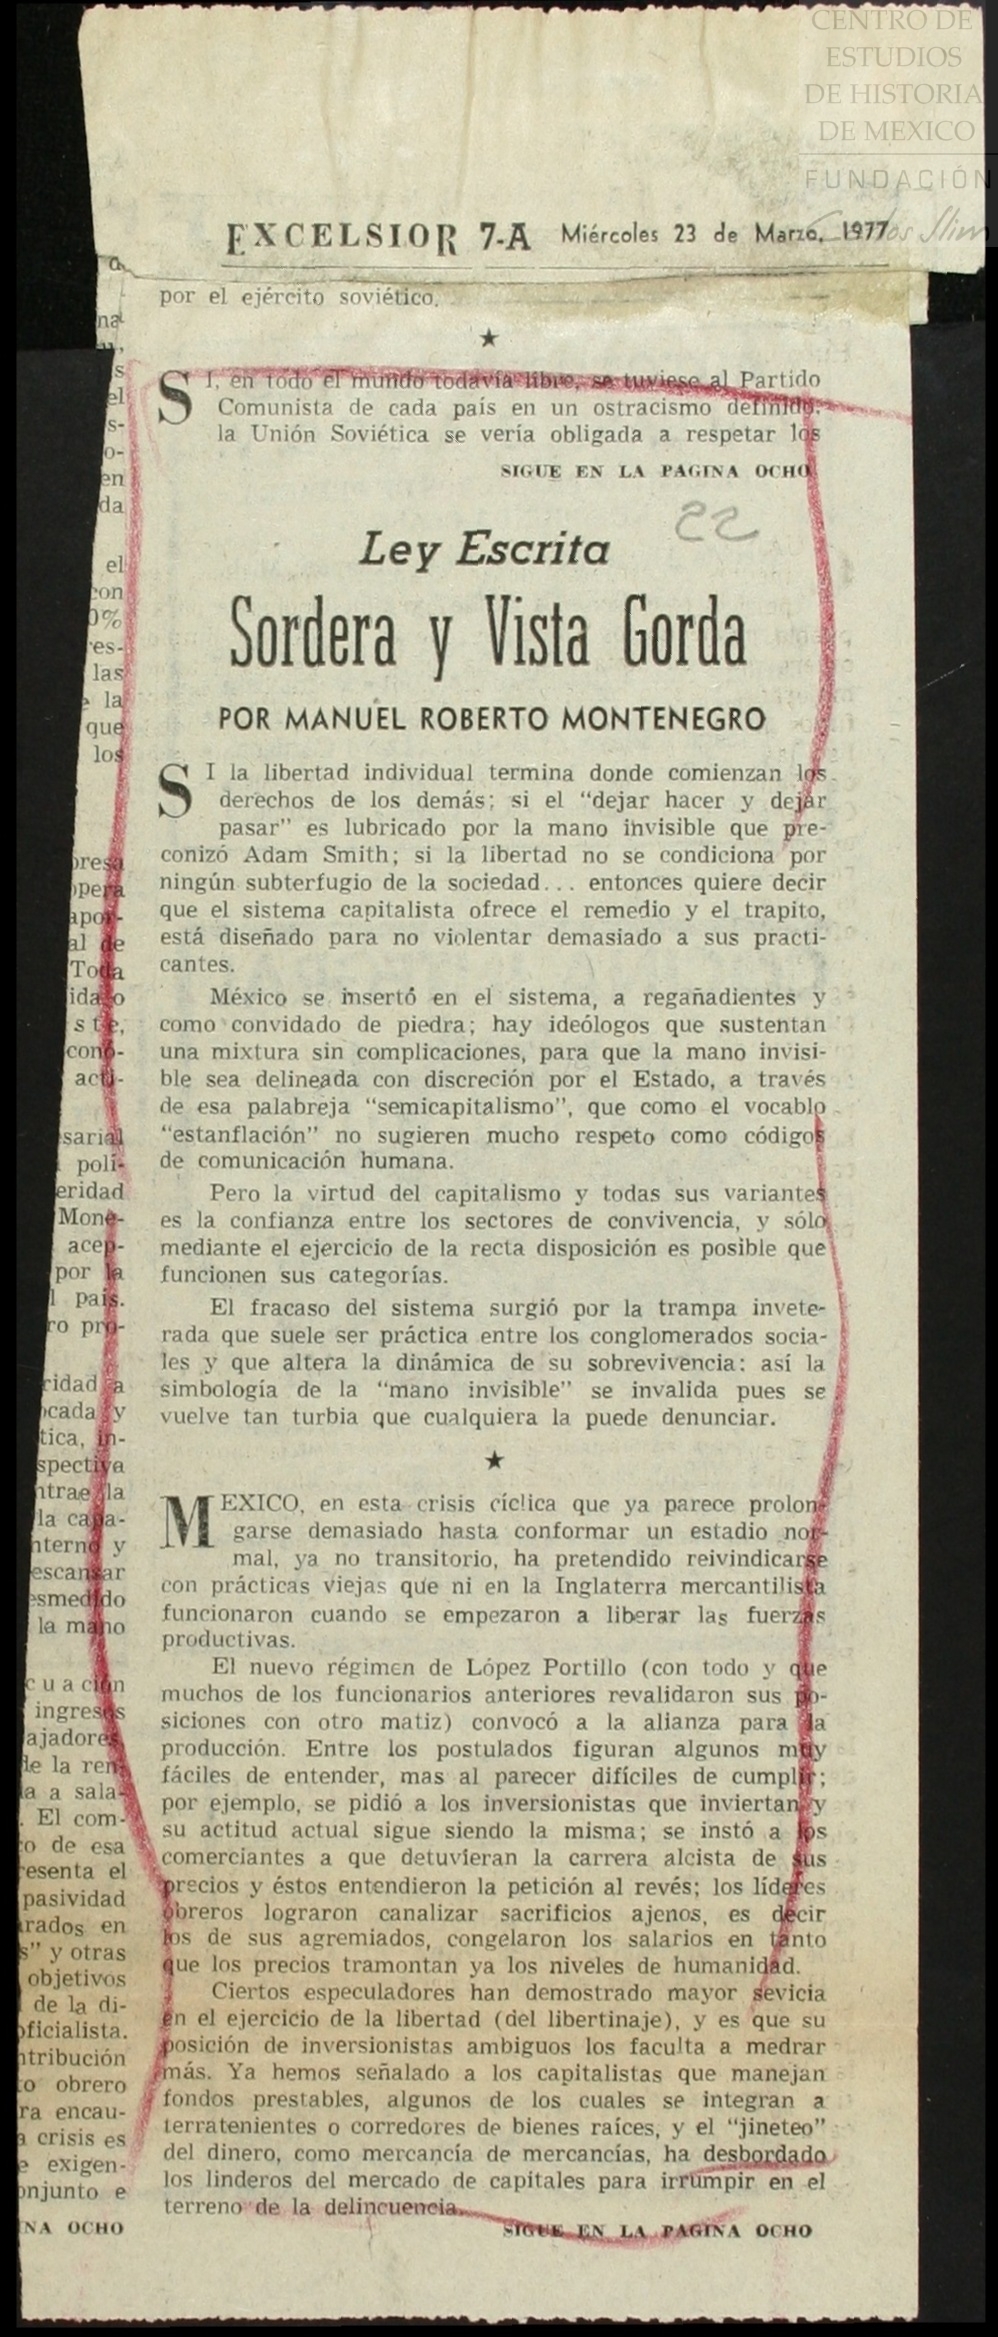 CENTRO DE
ESTUDIOS
DE HISTORIA
DE MEXICO
FUNDACIÓN
Carlos Slim
EXCELSIOR 7-A Miércoles 23 de Marzo, 1977
por el ejército soviético.
★
SI, en todo el mundo todavía libre, se tuviese al Partido
Comunista de cada país en un ostracismo definido,
la Unión Soviética se vería obligada a respetar los
SIGUE EN LA PAGINA OCHO
22
Ley Escrita
Sordera y Vista Gorda
POR MANUEL ROBERTO MONTENEGRO
SI la libertad individual termina donde comienzan los
derechos de los demás; si el “dejar hacer y dejar
pasar” es lubricado por la mano invisible que pre-
conizó Adam Smith; si la libertad no se condiciona por
ningún subterfugio de la sociedad... entonces quiere decir
que el sistema capitalista ofrece el remedio y el trapito,
está diseñado para no violentar demasiado a sus practi-
cantes.
México se insertó en el sistema, a regañadientes y
como convidado de piedra; hay ideólogos que sustentan
una mixtura sin complicaciones, para que la mano invisi-
ble sea delineada con discreción por el Estado, a través
de esa palabreja “semicapitalismo”, que como el vocablo
“estanflación” no sugieren mucho respeto como códigos
de comunicación humana.
Pero la virtud del capitalismo y todas sus variantes
es la confianza entre los sectores de convivencia, y sólo
mediante el ejercicio de la recta disposición es posible que
funcionen sus categorías.
El fracaso del sistema surgió por la trampa invete-
rada que suele ser práctica entre los conglomerados socia-
les y que altera la dinámica de su sobrevivencia: así la
simbología de la “mano invisible” se invalida pues se
vuelve tan turbia que cualquiera la puede denunciar.
★
MEXICO, en esta crisis cíclica que ya parece prolon-
garse demasiado hasta conformar un estadio nor-
mal, ya no transitorio, ha pretendido reivindicarse
con prácticas viejas que ni en la Inglaterra mercantilista
funcionaron cuando se empezaron a liberar las fuerzas
productivas.
El nuevo régimen de López Portillo (con todo y que
muchos de los funcionarios anteriores revalidaron sus po-
siciones con otro matiz) convocó a la alianza para la
producción. Entre los postulados figuran algunos muy
fáciles de entender, mas al parecer difíciles de cumplir;
por ejemplo, se pidió a los inversionistas que inviertan y
su actitud actual sigue siendo la misma; se instó a los
comerciantes a que detuvieran la carrera alcista de sus
precios y éstos entendieron la petición al revés; los líderes
obreros lograron canalizar sacrificios ajenos, es decir
los de sus agremiados, congelaron los salarios en tanto
que los precios tramontan ya los niveles de humanidad.
Ciertos especuladores han demostrado mayor sevicia
en el ejercicio de la libertad (del libertinaje), y es que su
posición de inversionistas ambiguos los faculta a medrar
más. Ya hemos señalado a los capitalistas que manejan
fondos prestables, algunos de los cuales se integran a
terratenientes o corredores de bienes raíces, y el “jineteo”
del dinero, como mercancía de mercancías, ha desbordado
los linderos del mercado de capitales para irrumpir en el
terreno de la delincuencia.
SIGUE EN LA PAGINA OCHO